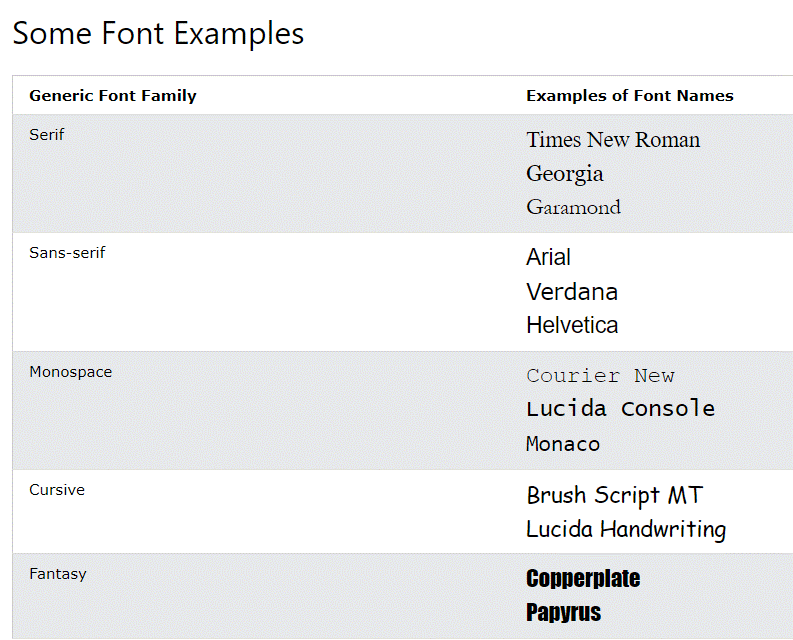 Some Font Examples
Generic Font Family Examples of Font Names
Serif Times New Roman
Georgia
Garamond
Sans-serif Arial
Verdana
Helvetica
Monospace Courier New
Lucida Console
Monaco
Cursive Brush Script MT
Lucida Handwriting
Fantasy Copperplate
Papyrus